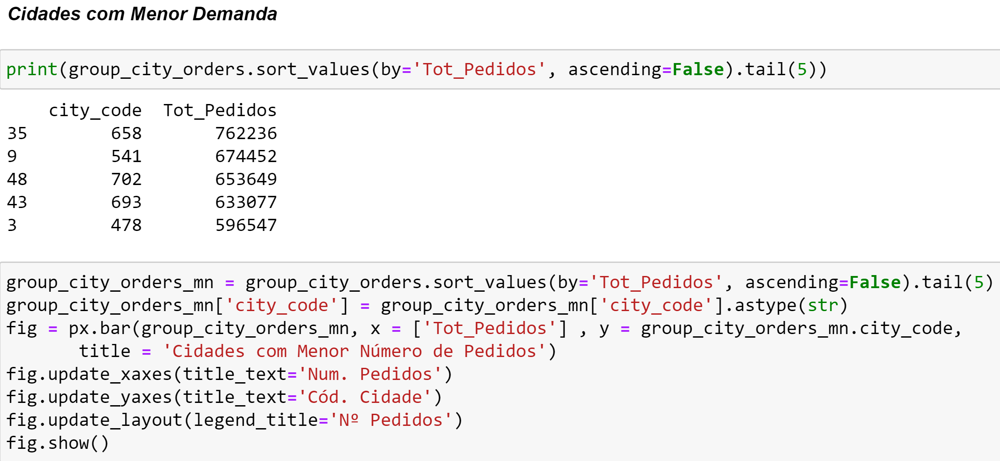 Cidades com Menor Demanda
print(group_city_orders.sort_values(by='Tot_Pedidos', ascending=False).tail(5))
    city_code  Tot_Pedidos
35        658       762236
9         541       674452
48        702       653649
43        693       633077
3         478       596547
group_city_orders_mn = group_city_orders.sort_values(by='Tot_Pedidos', ascending=False).tail(5)
group_city_orders_mn['city_code'] = group_city_orders_mn['city_code'].astype(str)
fig = px.bar(group_city_orders_mn, x = ['Tot_Pedidos'] , y = group_city_orders_mn.city_code,
       title = 'Cidades com Menor Número de Pedidos')
fig.update_xaxes(title_text='Num. Pedidos')
fig.update_yaxes(title_text='Cód. Cidade')
fig.update_layout(legend_title='Nº Pedidos')
fig.show()